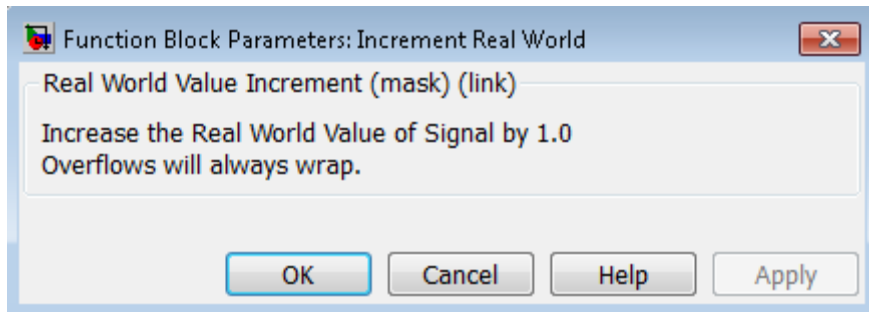 Function Block Parameters: Increment Real World
Real World Value Increment (mask) (link)
Increase the Real World Value of Signal by 1.0
Overflows will always wrap.
OK Cancel Help Apply